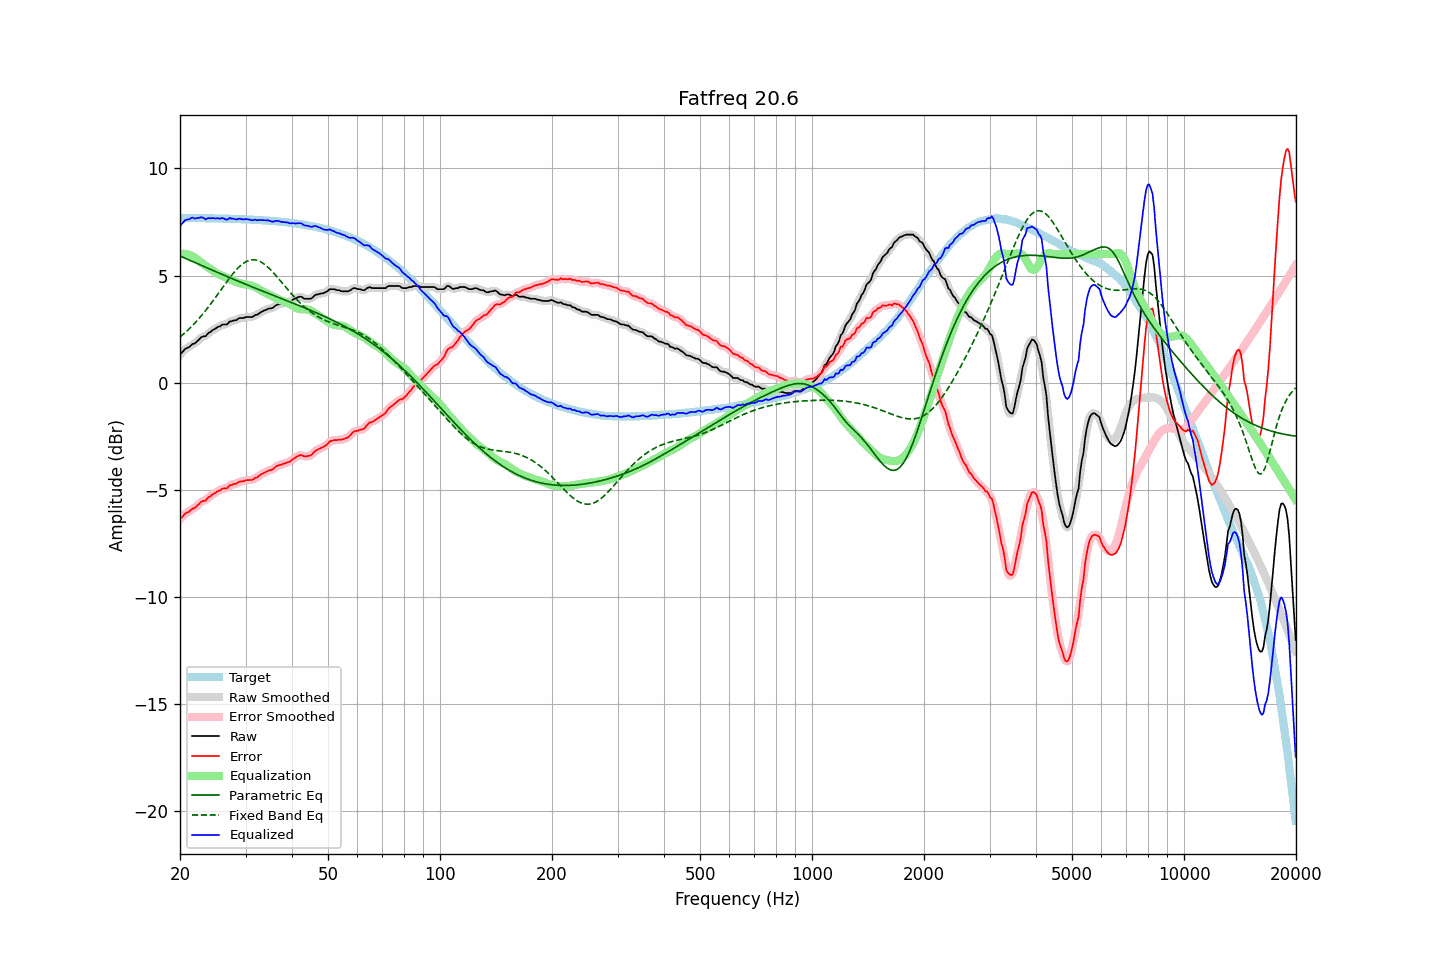 Fatfreq 20.6
Amplitude (dBr)
10
5
0
−5
−10
−15
−20
Target
Raw Smoothed
Error Smoothed
Raw
Error
Equalization
Parametric Eq
Fixed Band Eq
Equalized
20 50 100 200 500 1000 2000 5000 10000 20000
Frequency (Hz)